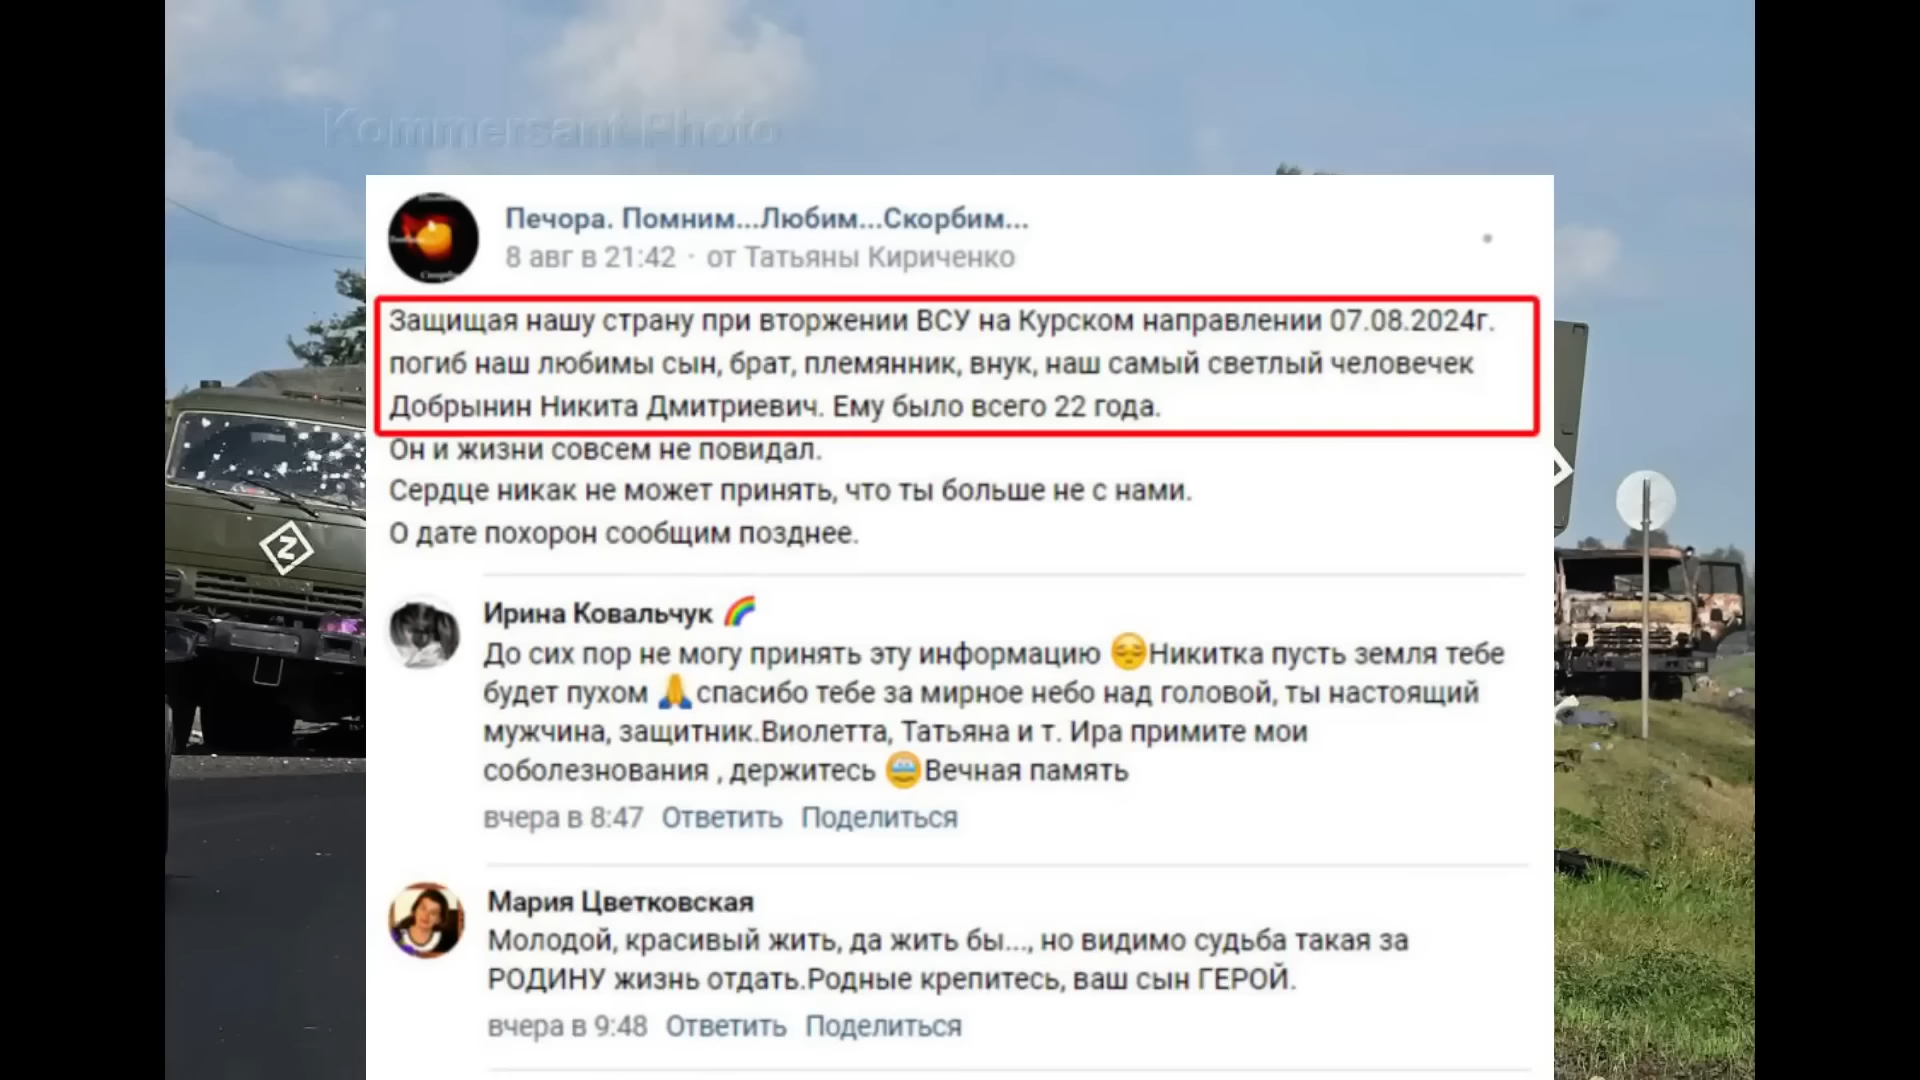 Kommersant Photo
Печора. Помним...Любим...Скорбим...
8 авг в 21:42 · от Татьяны Кириченко
Защищая нашу страну при вторжении ВСУ на Курском направлении 07.08.2024г.
погиб наш любимы сын, брат, племянник, внук, наш самый светлый человечек
Добрынин Никита Дмитриевич. Ему было всего 22 года.
Он и жизни совсем не повидал.
Сердце никак не может принять, что ты больше не с нами.
О дате похорон сообщим позднее.
Z
Ирина Ковальчук 🌈
До сих пор не могу принять эту информацию 😔Никитка пусть земля тебе
будет пухом 🙏спасибо тебе за мирное небо над головой, ты настоящий
мужчина, защитник.Виолетта, Татьяна и т. Ира примите мои
соболезнования , держитесь Вечная память
вчера в 8:47 Ответить Поделиться
Мария Цветковская
Молодой, красивый жить, да жить бы..., но видимо судьба такая за
РОДИНУ жизнь отдать.Родные крепитесь, ваш сын ГЕРОЙ.
вчера в 9:48 Ответить Поделиться